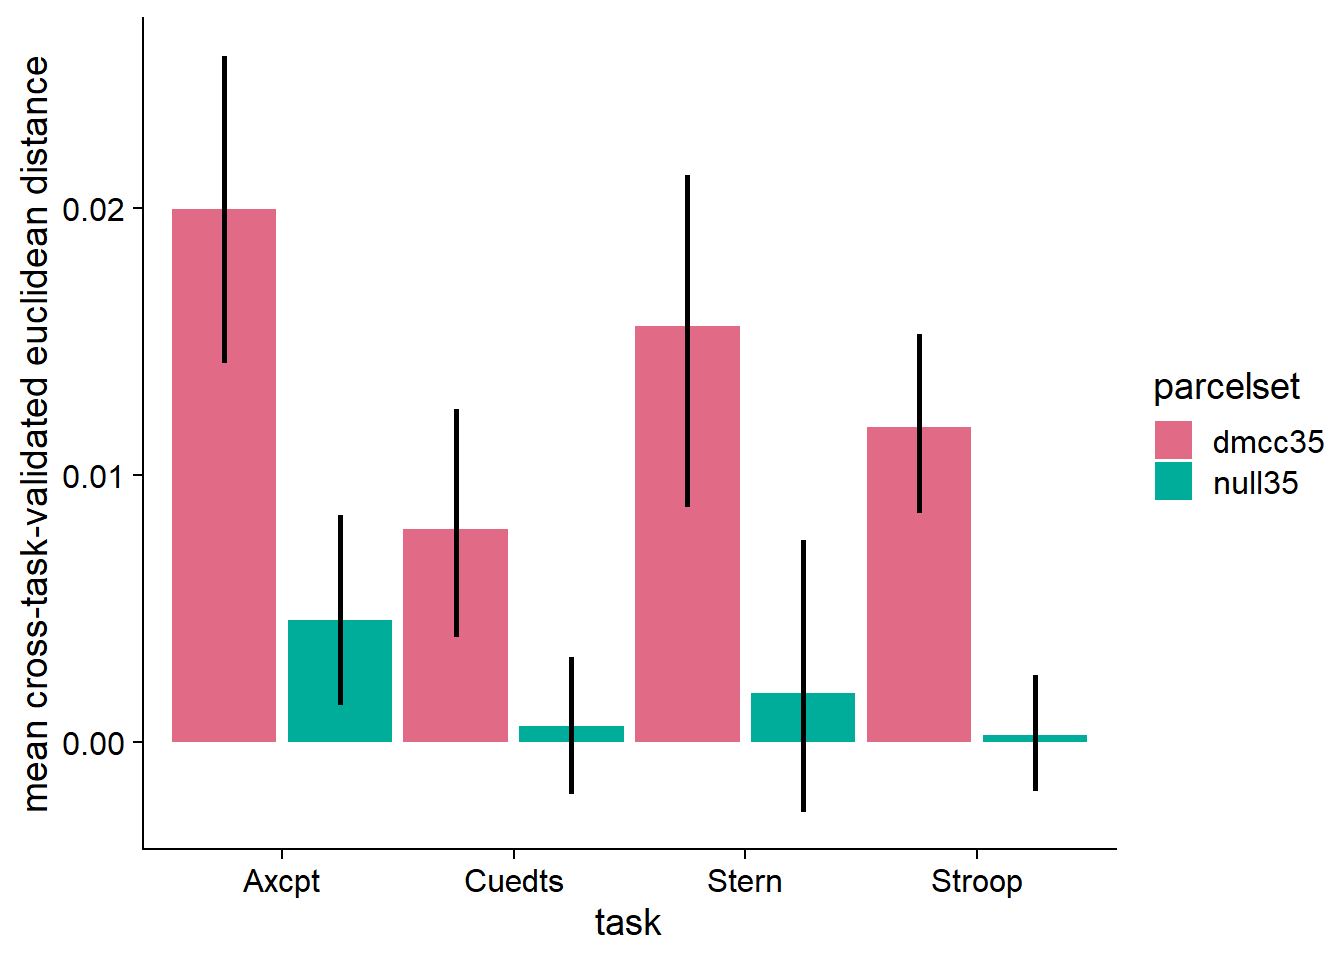 mean cross-task-validated euclidean distance
0.02
0.01
0.00
Axcpt
Cuedts
Stern
Stroop
task
parcelset
dmcc35
null35